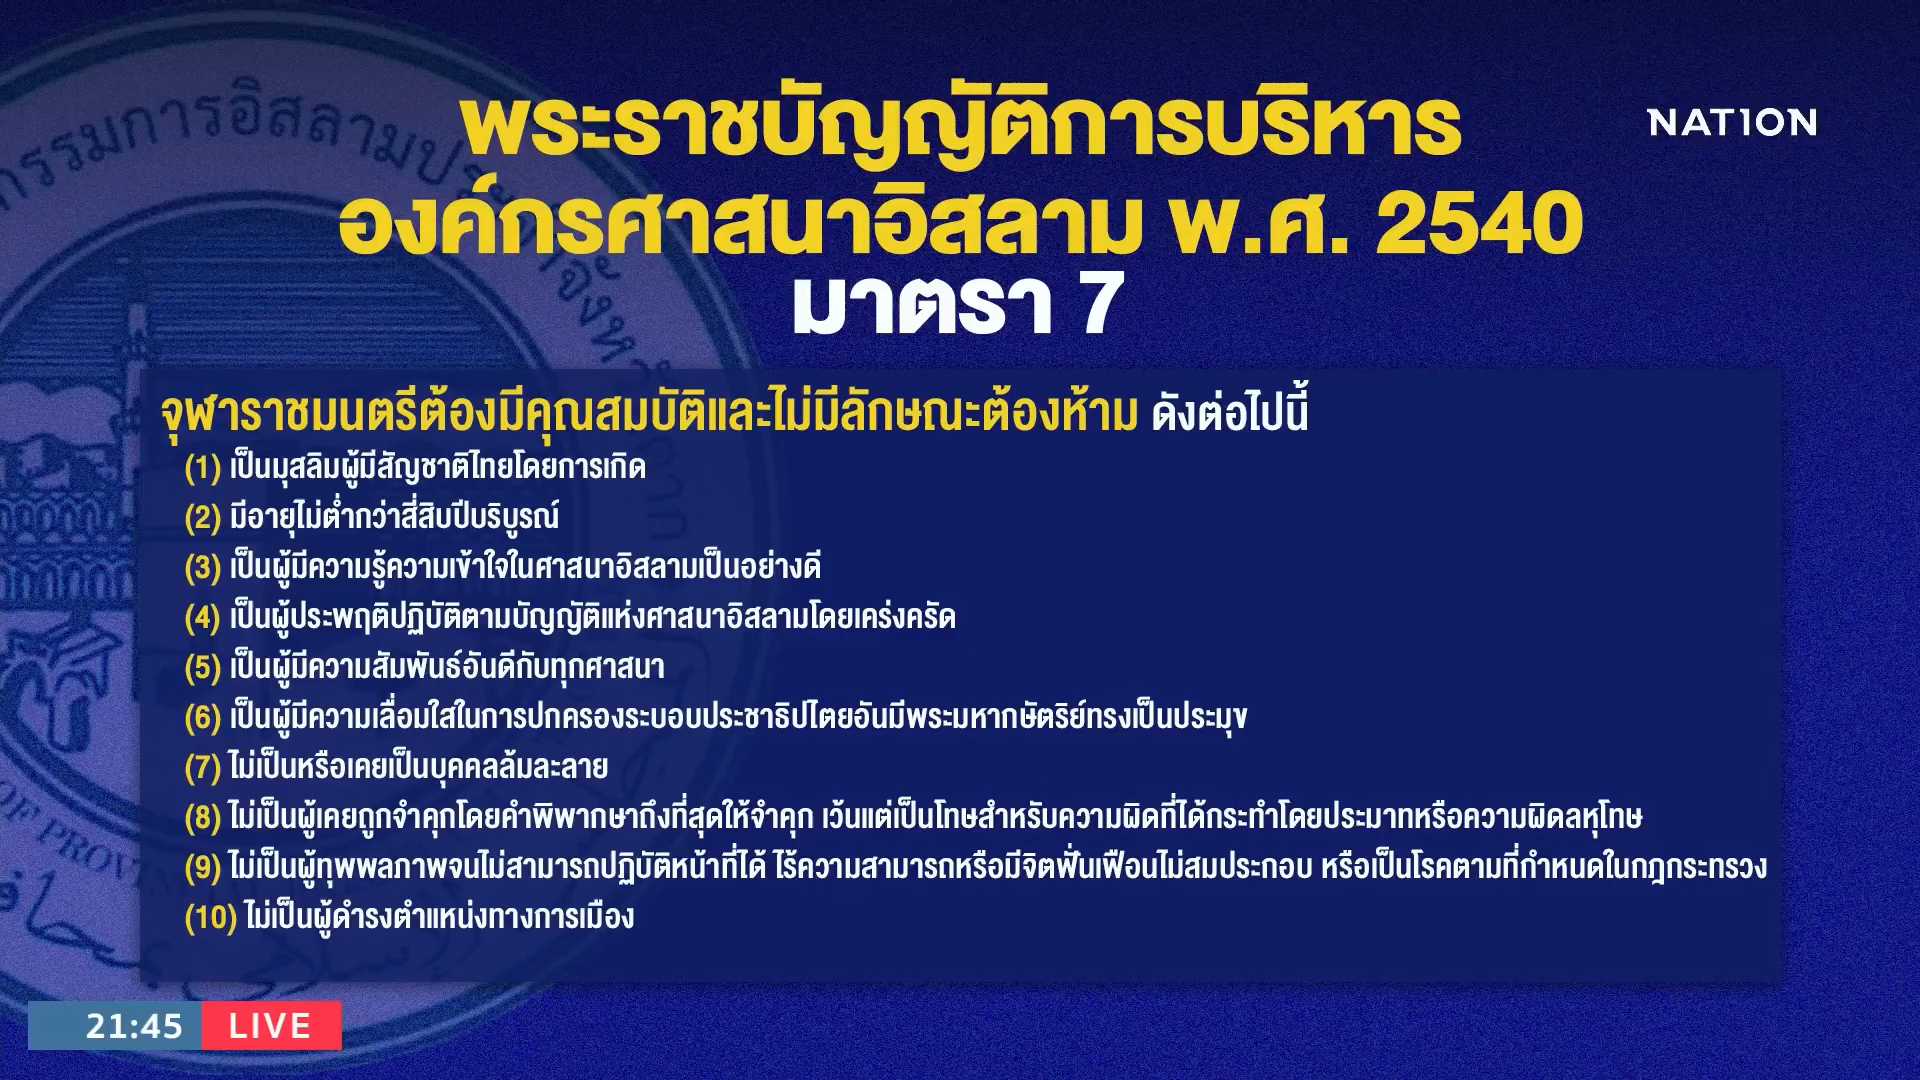 พระราชบัญญัติการบริหาร
องค์กรศาสนาอิสลาม พ.ศ. 2540
มาตรา 7
NATION
จุฬาราชมนตรีต้องมีคุณสมบัติและไม่มีลักษณะต้องห้าม ดังต่อไปนี้
(1) เป็นมุสลิมผู้มีสัญชาติไทยโดยการเกิด
(2) มีอายุไม่ต่ำกว่าสี่สิบปีบริบูรณ์
(3) เป็นผู้มีความรู้ความเข้าใจในศาสนาอิสลามเป็นอย่างดี
(4) เป็นผู้ประพฤติปฏิบัติตามบัญญัติแห่งศาสนาอิสลามโดยเคร่งครัด
(5) เป็นผู้มีความสัมพันธ์อันดีกับทุกศาสนา
(6) เป็นผู้มีความเลื่อมใสในการปกครองระบอบประชาธิปไตยอันมีพระมหากษัตริย์ทรงเป็นประมุข
(7) ไม่เป็นหรือเคยเป็นบุคคลล้มละลาย
(8) ไม่เป็นผู้เคยถูกจำคุกโดยคำพิพากษาถึงที่สุดให้จำคุก เว้นแต่เป็นโทษสำหรับความผิดที่ได้กระทำโดยประมาทหรือความผิดลหุโทษ
(9) ไม่เป็นผู้ทุพพลภาพจนไม่สามารถปฏิบัติหน้าที่ได้ ไร้ความสามารถหรือมีจิตฟั่นเฟือนไม่สมประกอบ หรือเป็นโรคตามที่กำหนดในกฎกระทรวง
(10) ไม่เป็นผู้ดำรงตำแหน่งทางการเมือง
21:45 LIVE